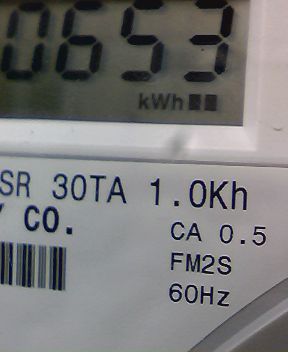 0653
kWh
SR 30TA 1.0Kh
Y CO.
CA 0.5
FM2S
60Hz